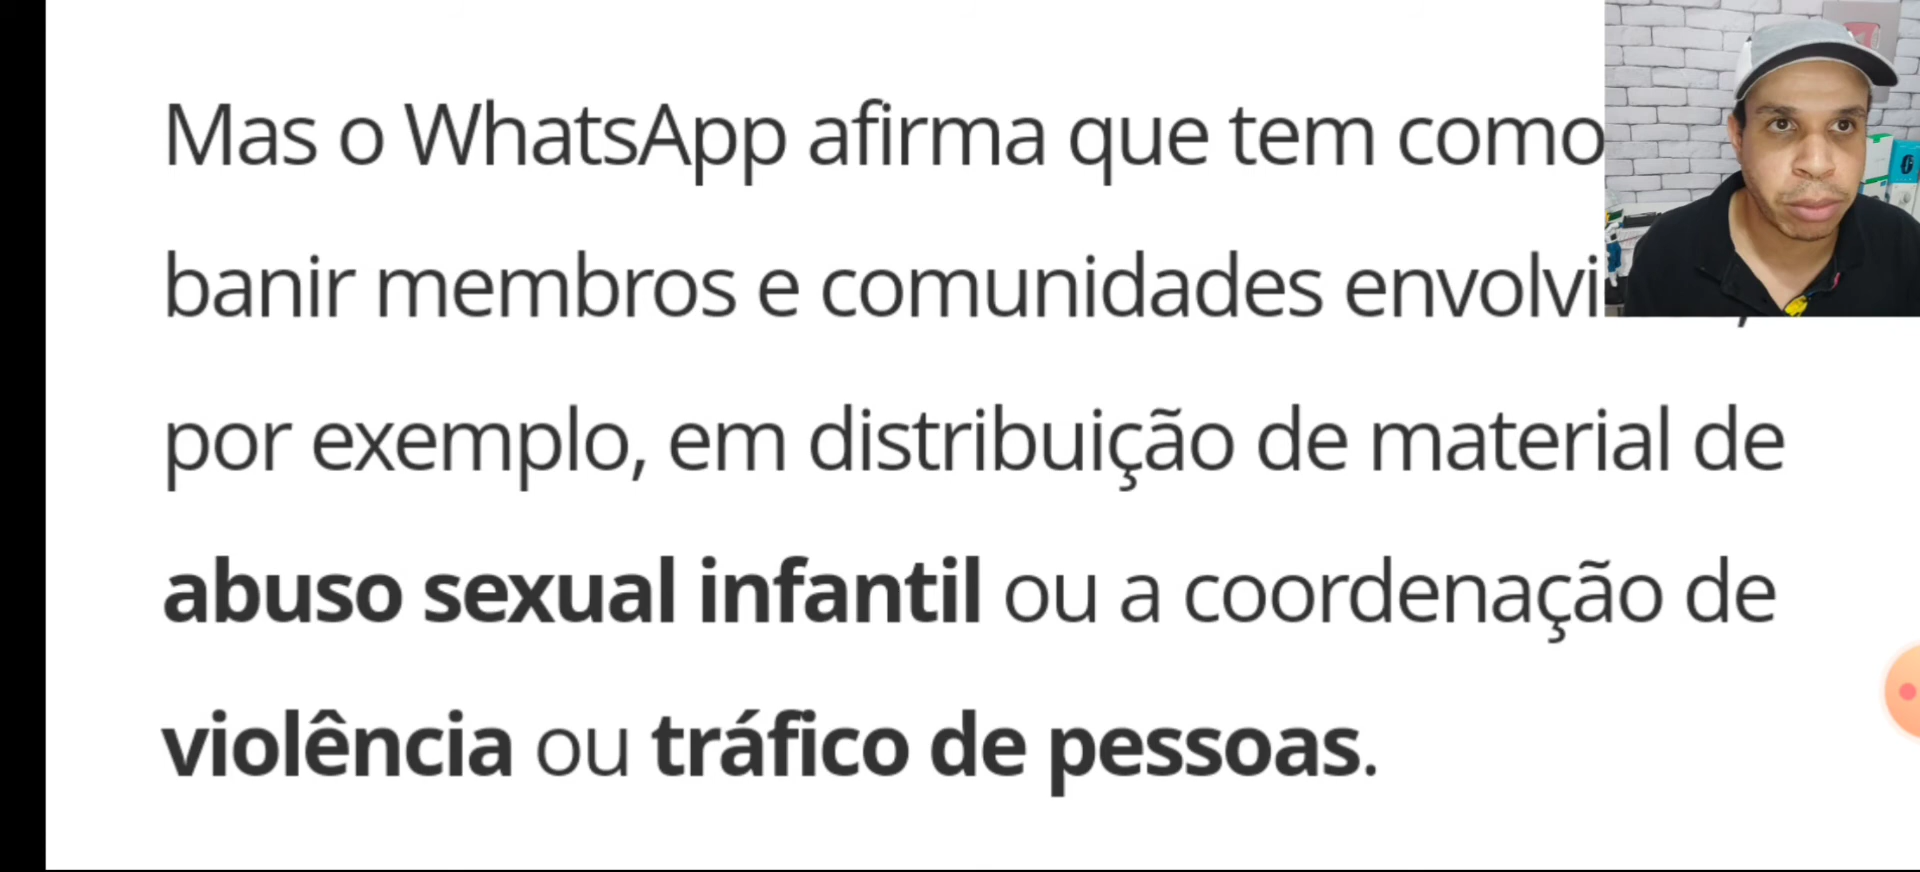 Mas o WhatsApp afirma que tem como
banir membros e comunidades
por exemplo, em distribuição de material de
abuso sexual infantil ou a coordenação de
violência ou tráfico de pessoas.